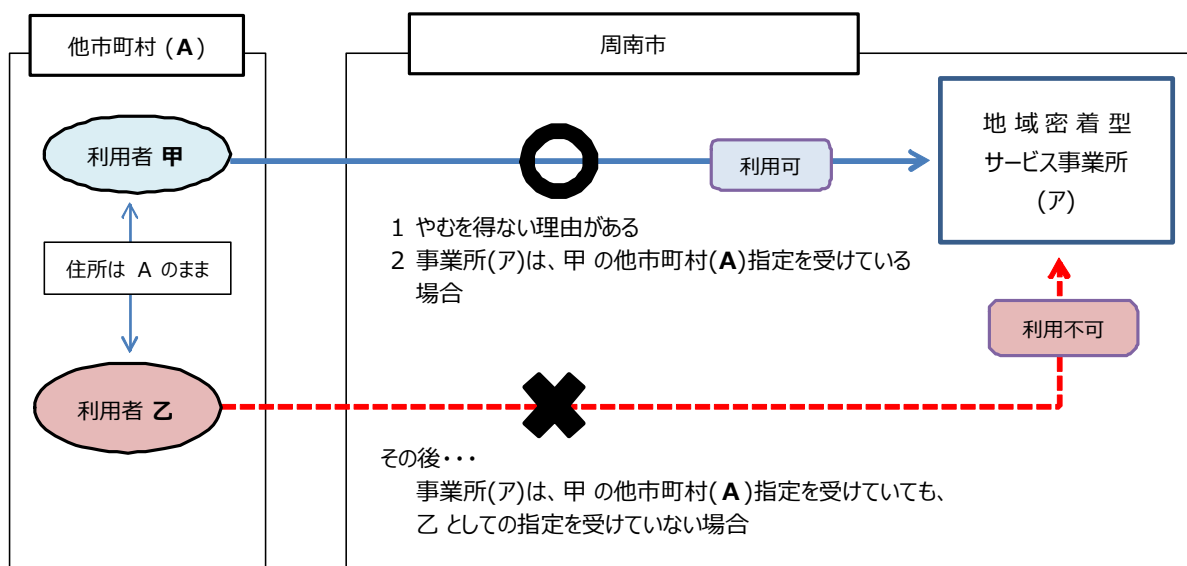 他市町村 (A)
周南市
利用者 甲
利用可
地 域 密 着 型
サービス事業所
(ア)
1 やむを得ない理由がある
2 事業所(ア)は、甲 の他市町村(A)指定を受けている
場合
住所は A のまま
利用不可
利用者 乙
その後・・・
事業所(ア)は、甲 の他市町村(A)指定を受けていても、
乙 としての指定を受けていない場合